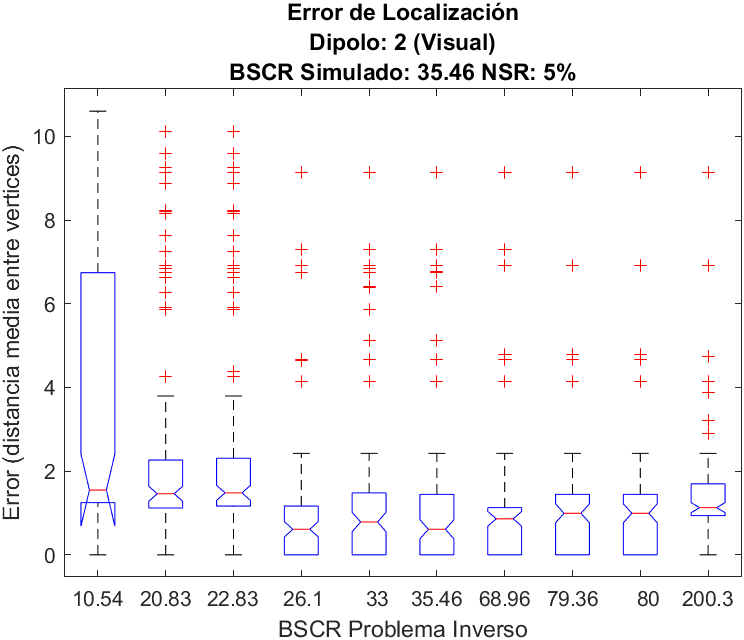 Error de Localización
Dipolo: 2 (Visual)
BSCR Simulado: 35.46 NSR: 5%
Error (distancia media entre vertices)
10
8
6
4
2
0
10.54 20.83 22.83 26.1 33 35.46 68.96 79.36 80 200.3
BSCR Problema Inverso